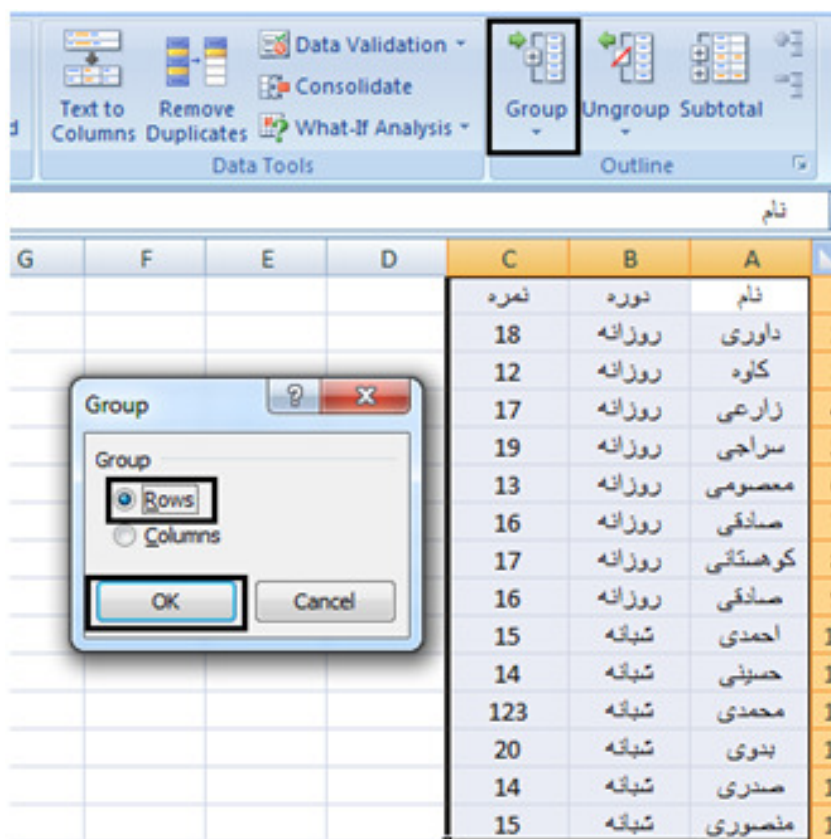 Text to Columns
Remove Duplicates
Data Validation
Consolidate
What-If Analysis
Data Tools
Group
Ungroup
Subtotal
Outline
نام
G F E D C B A
نام دوره نمره
داوری روزانه 18
کاوه روزانه 12
زارعی روزانه 17
سراجی روزانه 19
معصومی روزانه 13
صادقی روزانه 16
کوهستانی روزانه 17
صادقی روزانه 16
احمدی شبانه 15
حسینی شبانه 14
محمدی شبانه 123
بدوی شبانه 20
صدری شبانه 14
منصوری شبانه 15
Group
Group
Rows
Columns
OK
Cancel